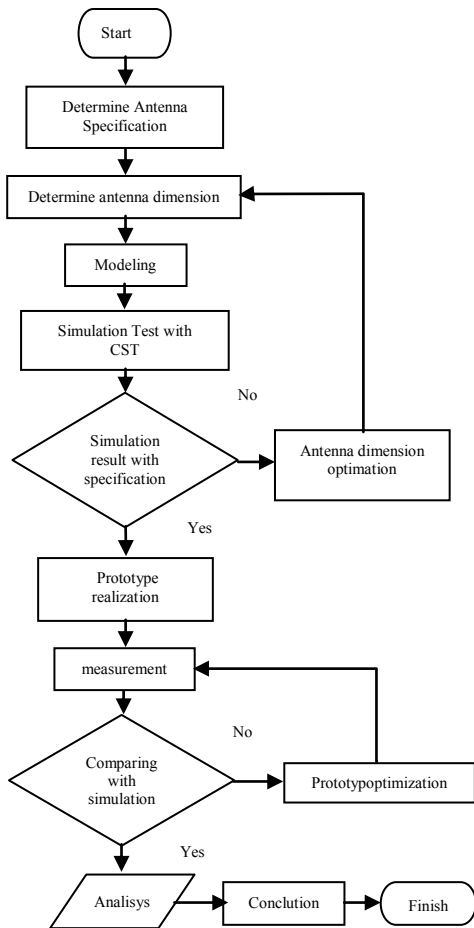 Start
Determine Antenna
Specification
Determine antenna dimension
Modeling
Simulation Test with
CST
No
Simulation
result with
specification
Antenna dimension
optimation
Yes
Prototype
realization
measurement
No
Comparing
with
simulation
Prototypoptimization
Yes
Analisys
Conclution
Finish